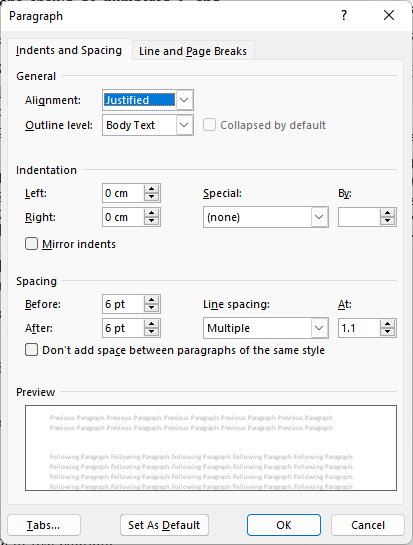 Paragraph
Indents and Spacing Line and Page Breaks
General
Alignment: Justified
Outline level: Body Text Collapsed by default
Indentation
Left: 0 cm Special: By:
Right: 0 cm (none)
Mirror indents
Spacing
Before: 6 pt Line spacing: At:
After: 6 pt Multiple 1.1
Don't add space between paragraphs of the same style
Preview
Previous Paragraph Previous Paragraph Previous Paragraph Previous Paragraph Previous Paragraph
Previous Paragraph Previous Paragraph Previous Paragraph Previous Paragraph Previous Paragraph
Following Paragraph Following Paragraph Following Paragraph Following Paragraph Following Paragraph
Following Paragraph Following Paragraph Following Paragraph Following Paragraph Following Paragraph
Following Paragraph Following Paragraph Following Paragraph Following Paragraph Following Paragraph
Following Paragraph Following Paragraph Following Paragraph Following Paragraph Following Paragraph
Tabs... Set As Default OK Cancel